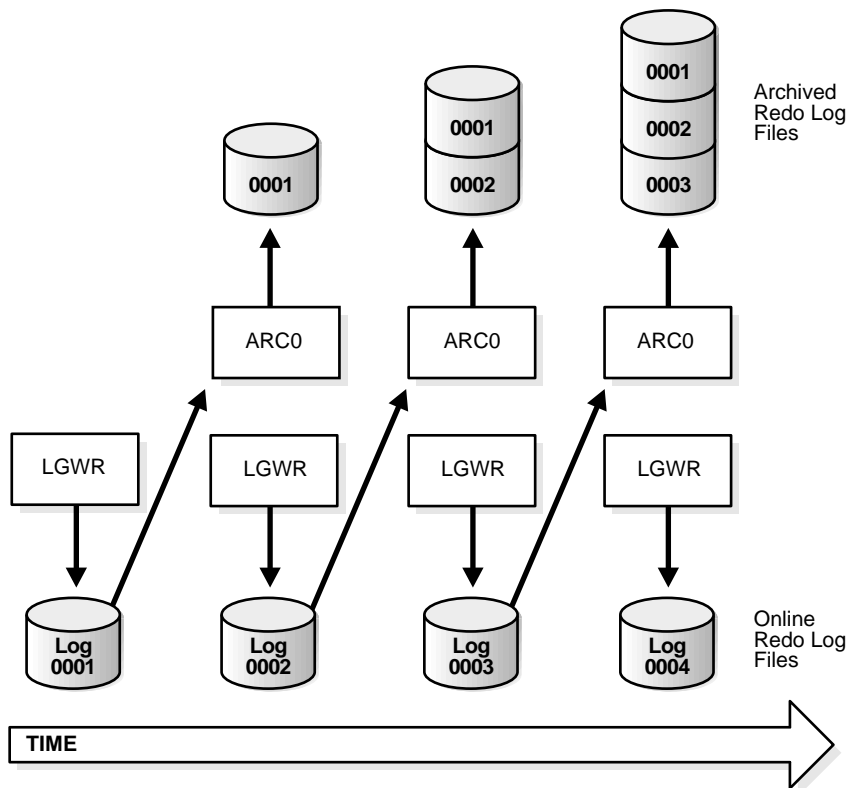 0001
Archived
Redo Log
Files
0001
0002
0001
0002
0003
ARC0
ARC0
ARC0
LGWR
LGWR
LGWR
LGWR
Log
0001
Log
0002
Log
0003
Log
0004
Online
Redo Log
Files
TIME